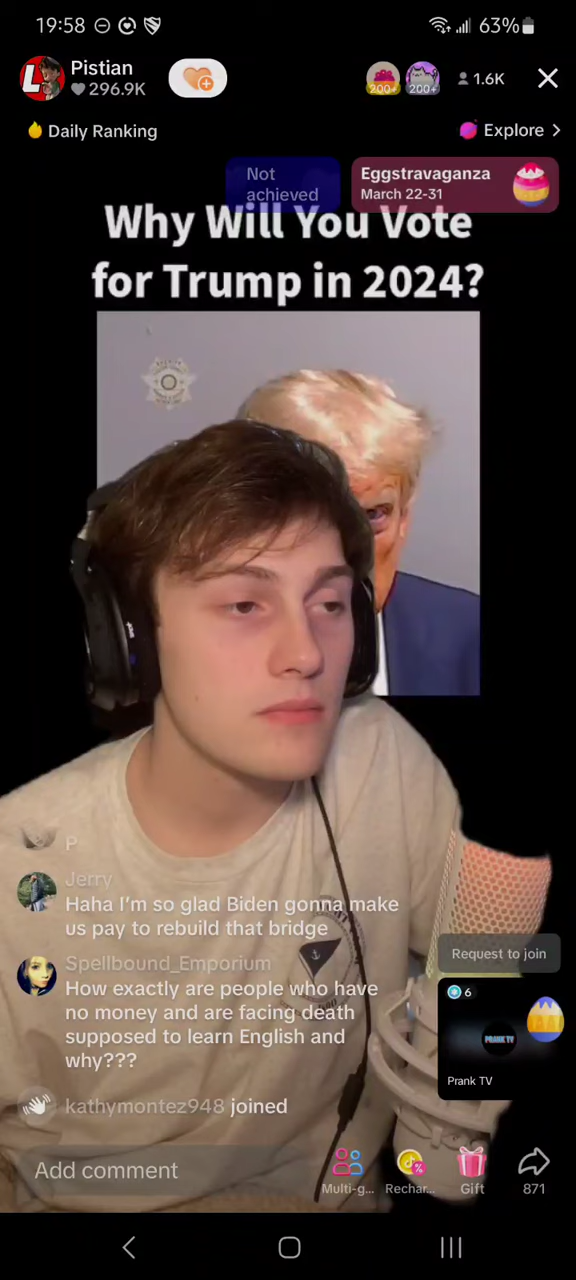 19:58
63%
Pistian
296.9K
200+
200+
1.6K
Daily Ranking
Explore
Not
achieved
Eggstravaganza
March 22-31
Why Will You Vote
for Trump in 2024?
P
Jerry
Haha I'm so glad Biden gonna make
us pay to rebuild that bridge
Spellbound_Emporium
How exactly are people who have
no money and are facing death
supposed to learn English and
why???
kathymontez948 joined
Request to join
6
PRANK TV
Prank TV
Add comment
Multi-g...
Rechar...
Gift
871